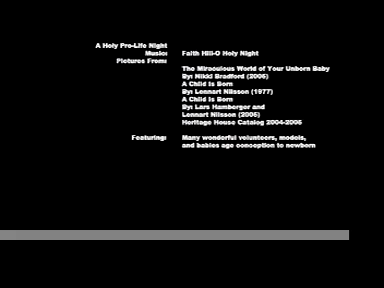 A Holy Pro-Life Night
Music: Faith Hill-O Holy Night
Pictures From:
The Miraculous World of Your Unborn Baby
By: Nikki Bradford (2006)
A Child Is Born
By: Lennart Nilsson (1977)
A Child Is Born
By: Lars Hamberger and
Lennart Nilsson (2006)
Heritage House Catalog 2004-2006
Featuring: Many wonderful volunteers, models,
and babies age conception to newborn